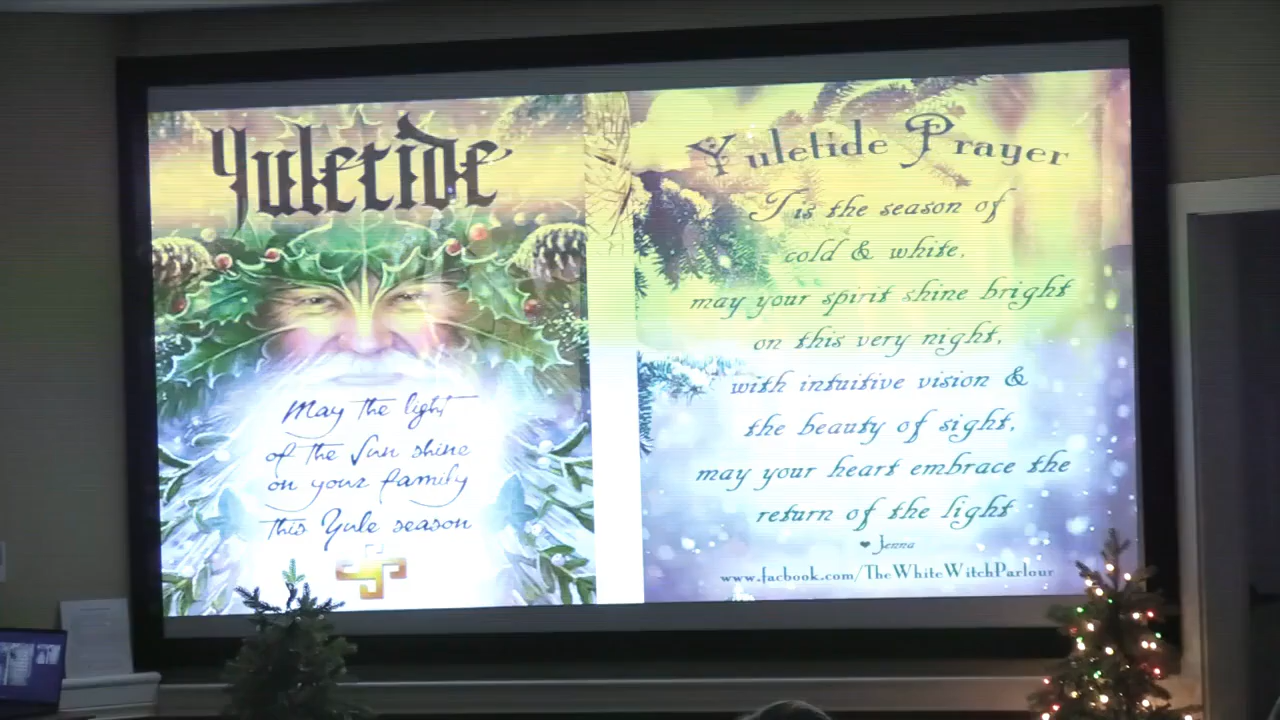 Yuletide
May the light
of the Sun shine
on your family
this Yule season
Yuletide Prayer
Tis the season of
cold & white,
may your spirit shine bright
on this very night,
with intuitive vision &
the beauty of sight,
may your heart embrace the
return of the light
❤ Jenna
www.facbook.com/TheWhiteWitchParlour